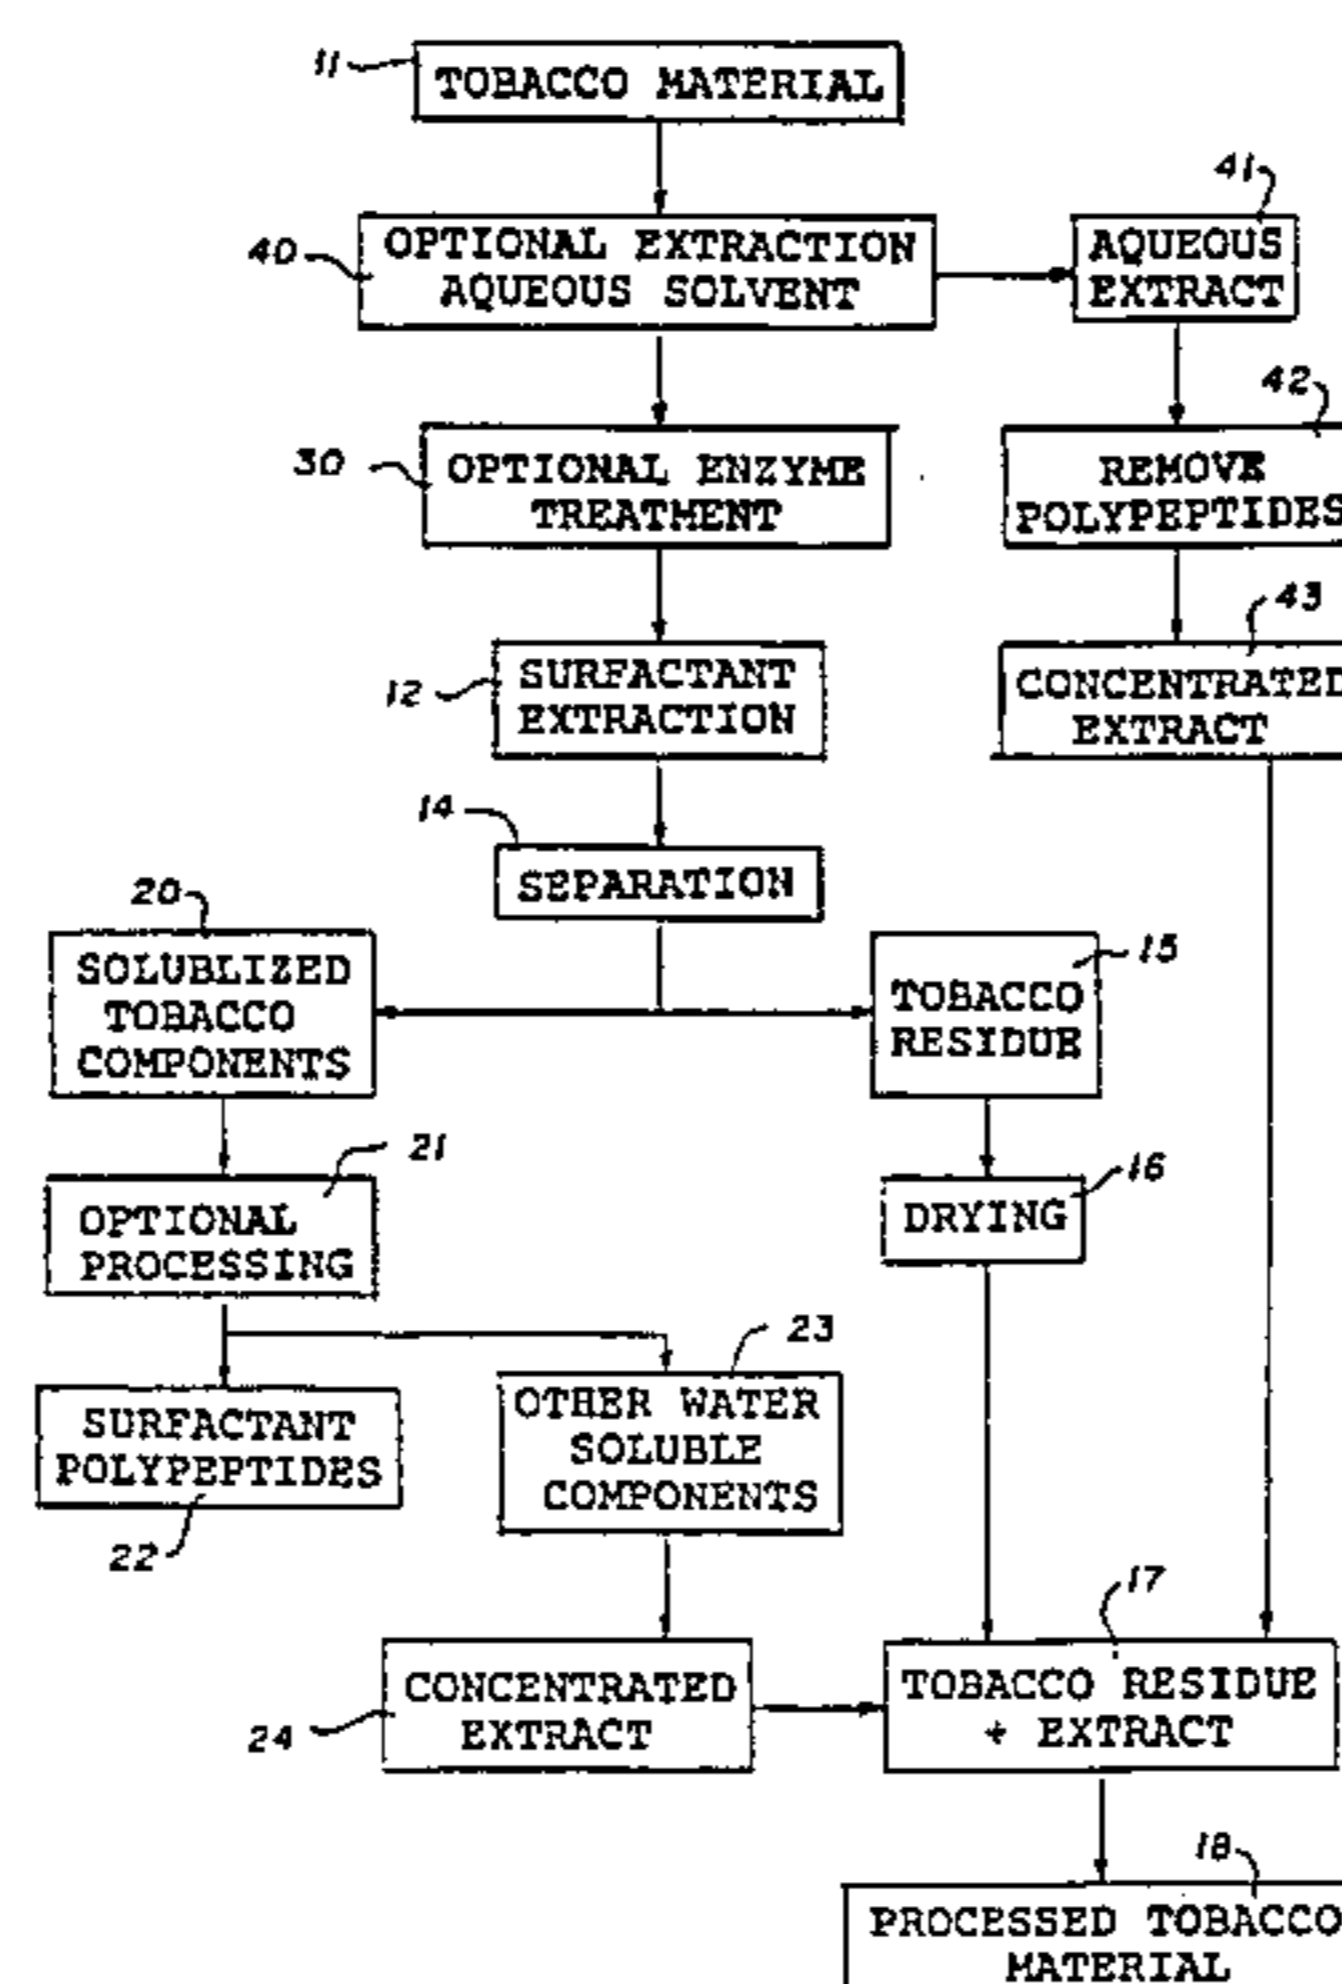 11
TOBACCO MATERIAL
41
40
OPTIONAL EXTRACTION
AQUEOUS SOLVENT
AQUEOUS
EXTRACT
42
30
OPTIONAL ENZYME
TREATMENT
REMOVE
POLYPEPTIDES
43
12
SURFACTANT
EXTRACTION
CONCENTRATED
EXTRACT
14
SEPARATION
20
SOLUBLIZED
TOBACCO
COMPONENTS
15
TOBACCO
RESIDUE
21
OPTIONAL
PROCESSING
16
DRYING
23
SURFACTANT
POLYPEPTIDES
22
OTHER WATER
SOLUBLE
COMPONENTS
17
24
CONCENTRATED
EXTRACT
TOBACCO RESIDUE
+ EXTRACT
18
PROCESSED TOBACCO
MATERIAL